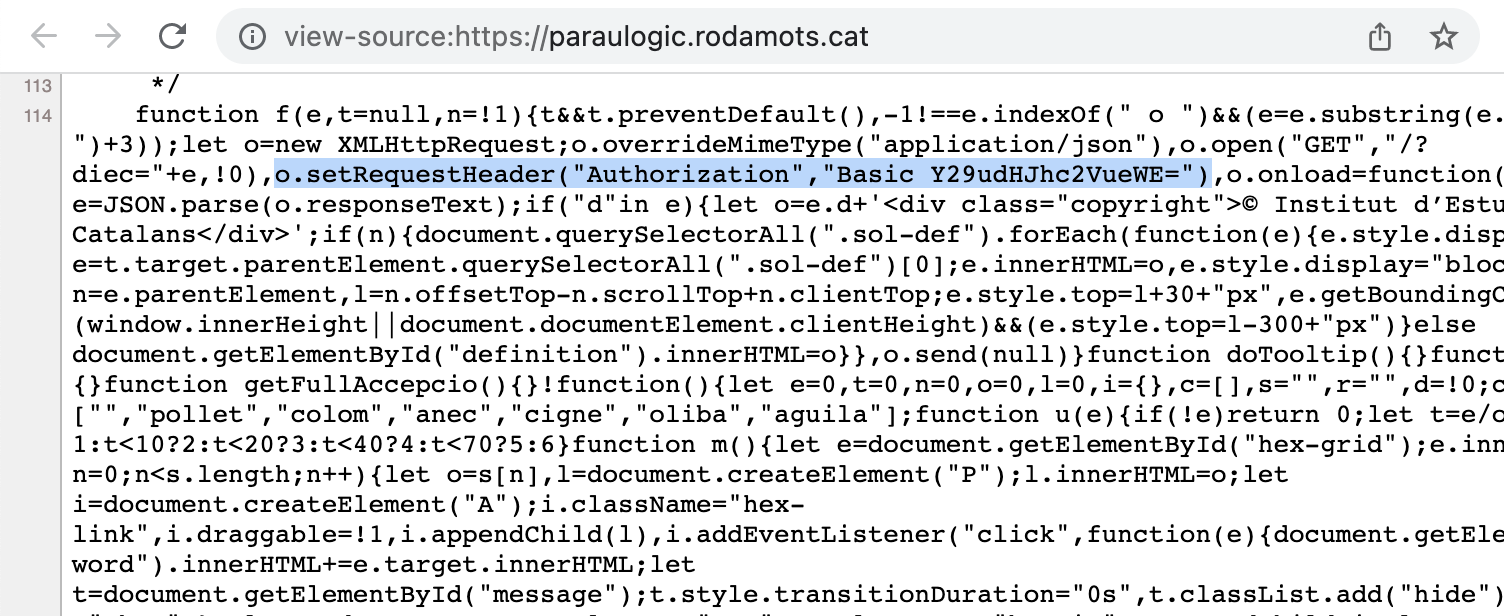 view-source:https://paraulogic.rodamots.cat
113 */
114 function f(e,t=null,n=!1){t&&t.preventDefault(),-1!==e.indexOf(" o ")&&(e=e.substring(e.
")+3));let o=new XMLHttpRequest;o.overrideMimeType("application/json"),o.open("GET","/?
diec="+e,!0),o.setRequestHeader("Authorization","Basic Y29udHJhc2VueWE="),o.onload=function(
e=JSON.parse(o.responseText);if("d"in e){let o=e.d+'<div class="copyright">© Institut d’Estu
Catalans</div>';if(n){document.querySelectorAll(".sol-def").forEach(function(e){e.style.disp
e=t.target.parentElement.querySelectorAll(".sol-def")[0];e.innerHTML=o,e.style.display="bloc
n=e.parentElement,l=n.offsetTop-n.scrollTop+n.clientTop;e.style.top=l+30+"px",e.getBoundingC
(window.innerHeight||document.documentElement.clientHeight)&&(e.style.top=l-300+"px")}else
document.getElementById("definition").innerHTML=o}},o.send(null)}function doTooltip(){}funct
{}function getFullAccepcio(){}!function(){let e=0,t=0,n=0,o=0,l=0,i={},c=[],s="",r="",d=!0;c
["","pollet","colom","anec","cigne","oliba","aguila"];function u(e){if(!e)return 0;let t=e/o
1:t<10?2:t<20?3:t<40?4:t<70?5:6}function m(){let e=document.getElementById("hex-grid");e.inn
n=0;n<s.length;n++){let o=s[n],l=document.createElement("P");l.innerHTML=o;let
i=document.createElement("A");i.className="hex-
link",i.draggable=!1,i.appendChild(l),i.addEventListener("click",function(e){document.getEle
word").innerHTML+=e.target.innerHTML;let
t=document.getElementById("message");t.style.transitionDuration="0s",t.classList.add("hide")